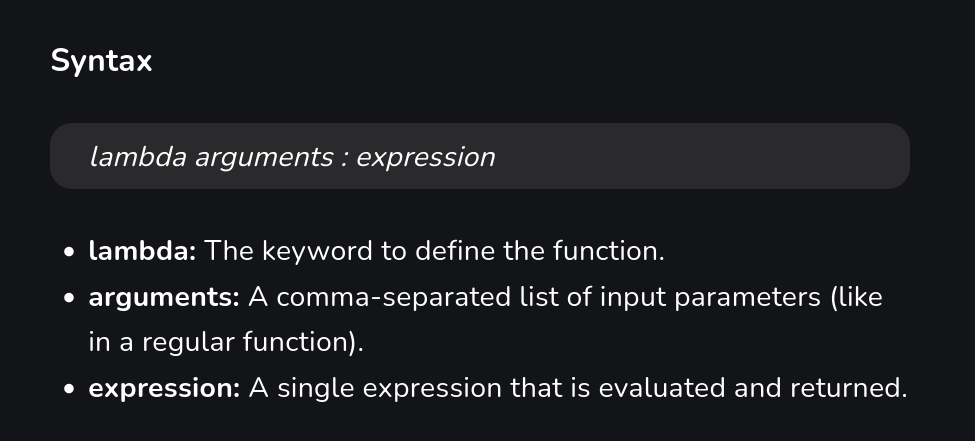 Syntax
lambda arguments : expression
• lambda: The keyword to define the function.
• arguments: A comma-separated list of input parameters (like
in a regular function).
• expression: A single expression that is evaluated and returned.